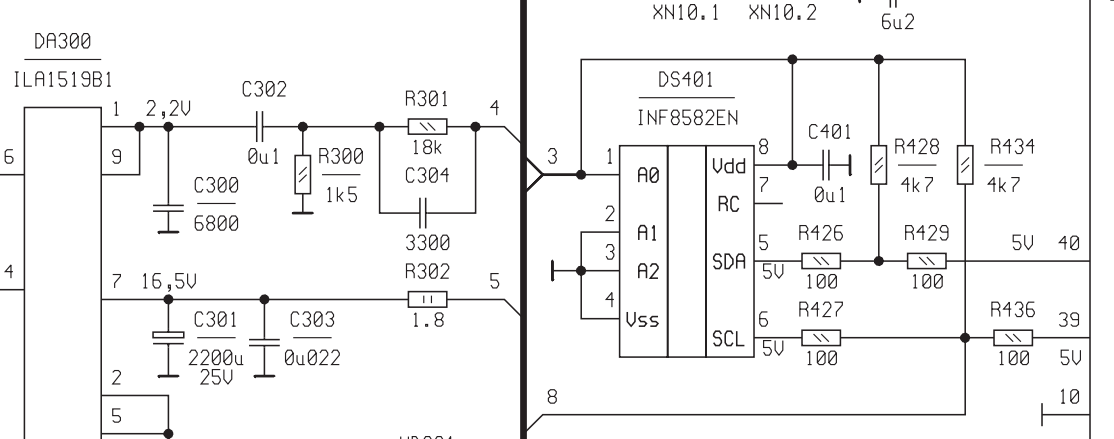 XN10.1 XN10.2
6u2
DA300
ILA1519B1
1 2,2V
9
6
4
C302
0u1
R300
1k5
R301
18k
C304
3300
4
C300
6800
7 16,5V
R302
1.8
5
C301
2200u
25V
C303
0u022
2
5
3
DS401
INF8582EN
1 A0
2 A1
3 A2
4 Vss
Vdd 8
RC 7
SDA 5
5V
SCL 6
5V
C401
0u1
R428
4k7
R434
4k7
R426
100
R429
100
5V 40
R427
100
R436
100
39
5V
8
10